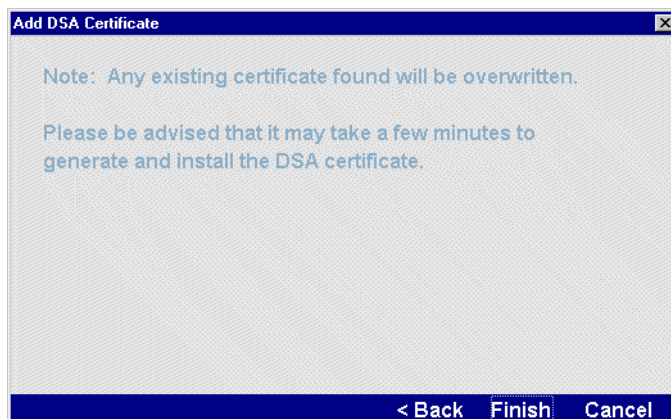 Add DSA Certificate
Note: Any existing certificate found will be overwritten.
Please be advised that it may take a few minutes to
generate and install the DSA certificate.
< Back Finish Cancel